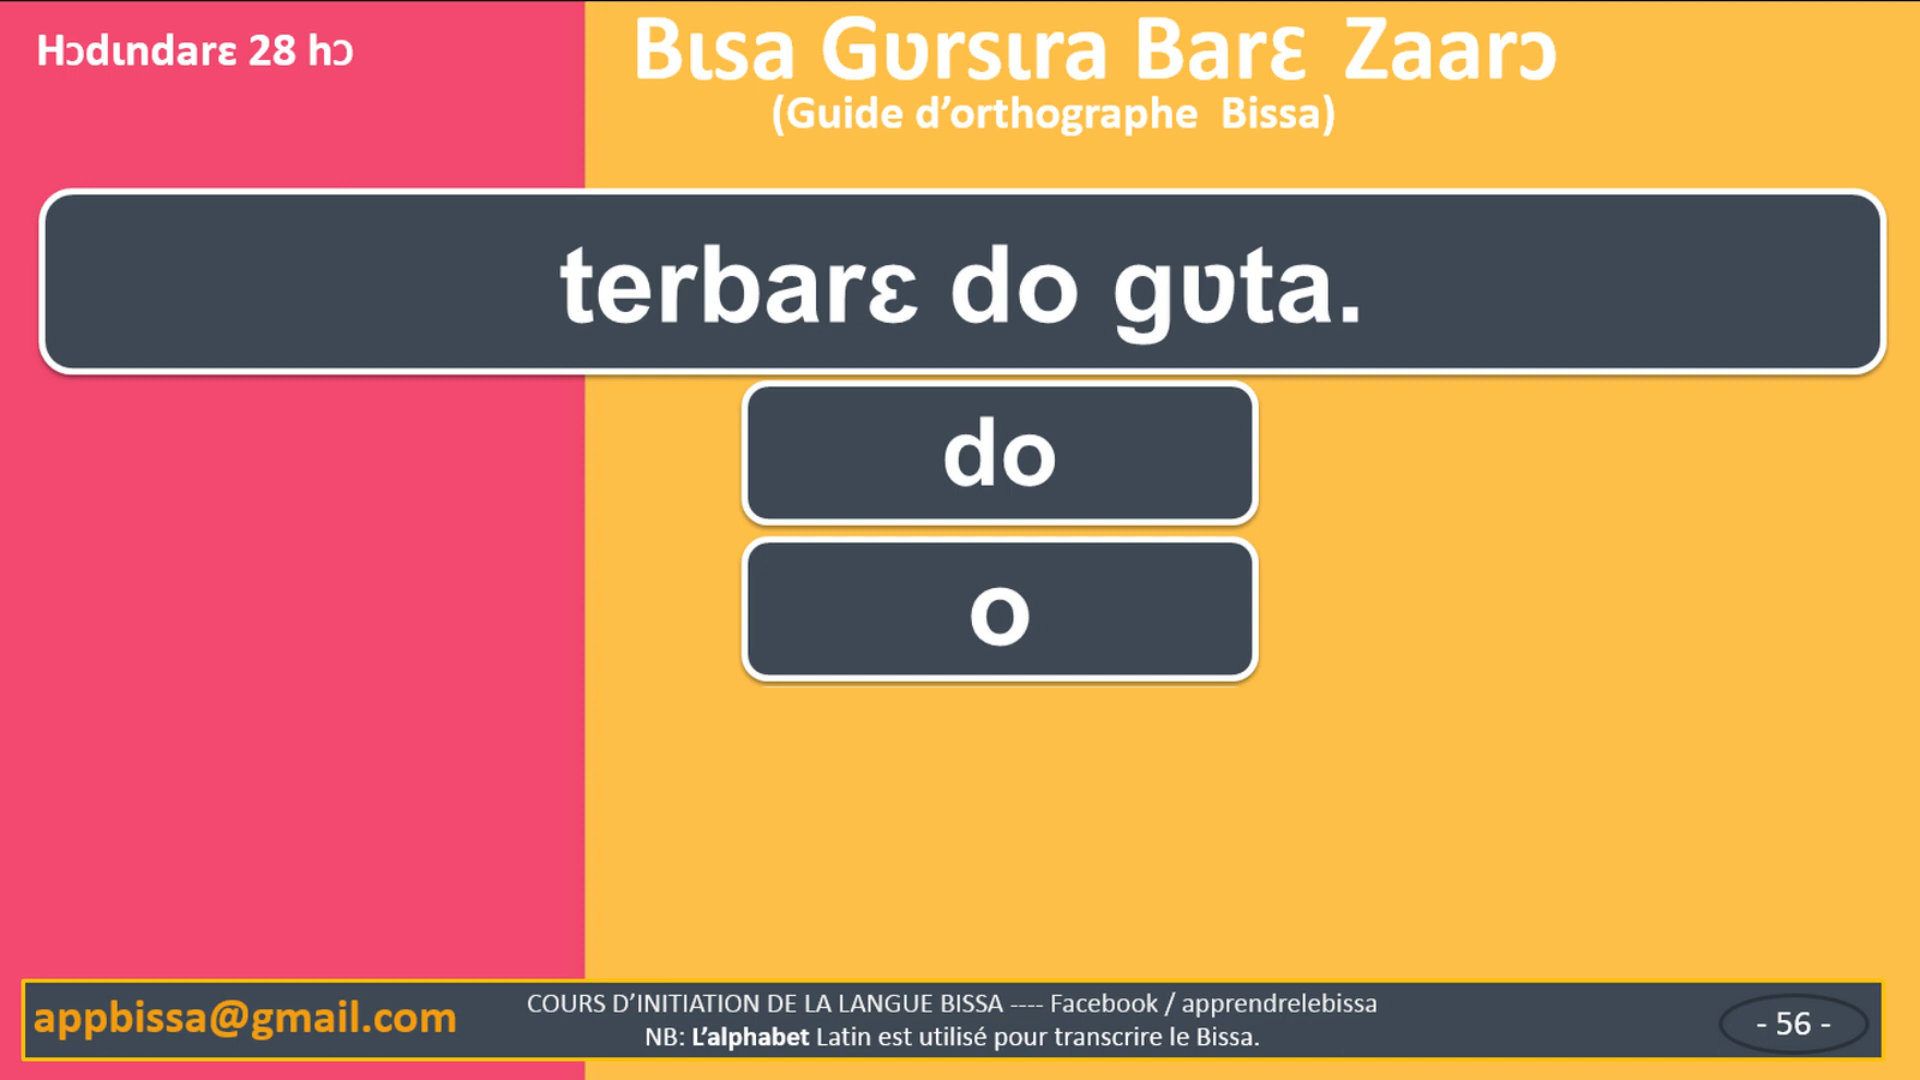 Hɔdɩndarɛ 28 hɔ
Bɩsa Gʋrsɩra Barɛ Zaarɔ
(Guide d’orthographe Bissa)
terbarɛ do gʋta.
do
o
appbissa@gmail.com
COURS D’INITIATION DE LA LANGUE BISSA ---- Facebook / apprendrelebissa
NB: L’alphabet Latin est utilisé pour transcrire le Bissa.
- 56 -